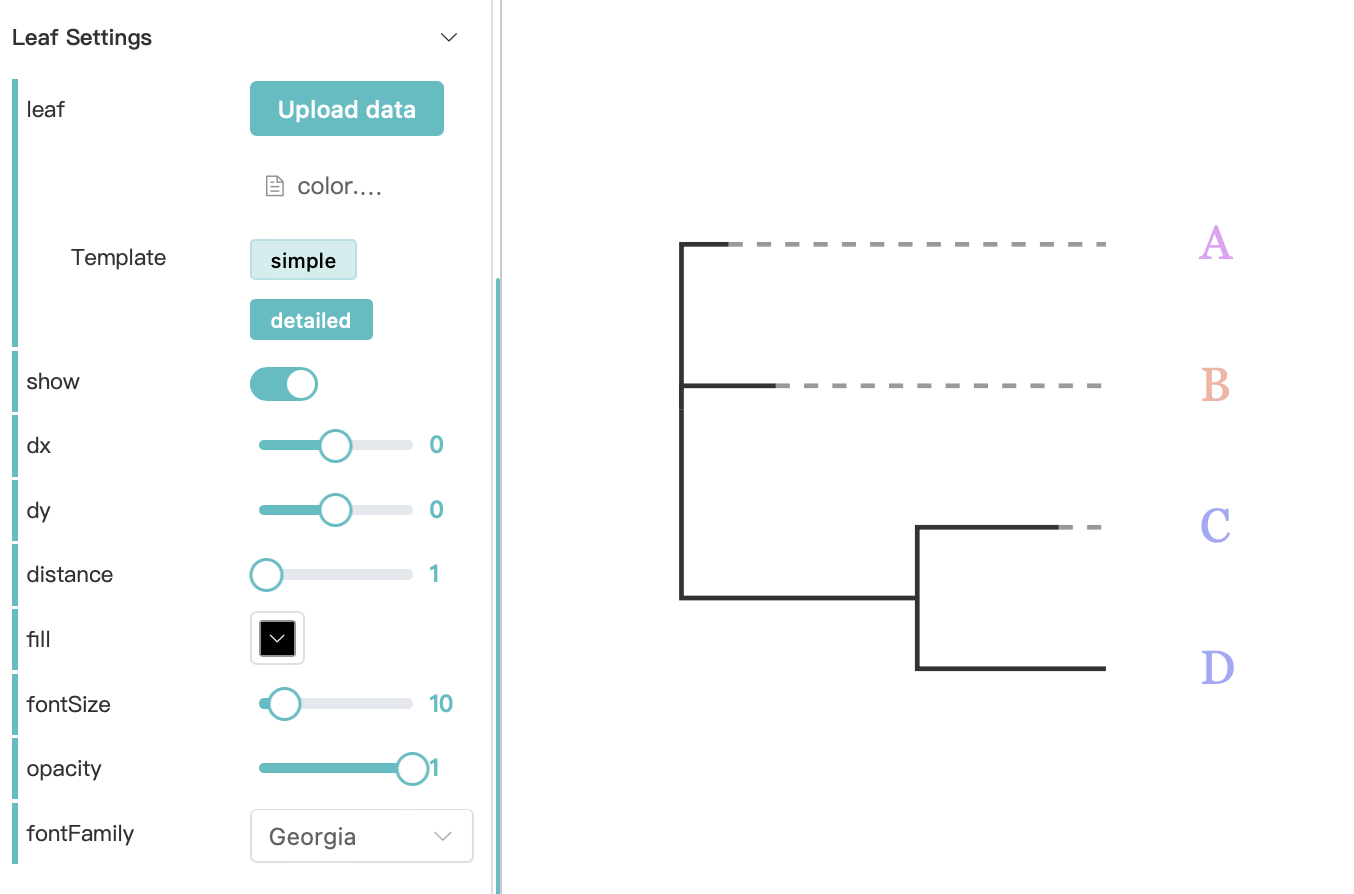 Leaf Settings
leaf
Upload data
color....
Template
simple
detailed
show
dx
0
dy
0
distance
1
fill
fontSize
10
opacity
1
fontFamily
Georgia
A
B
C
D